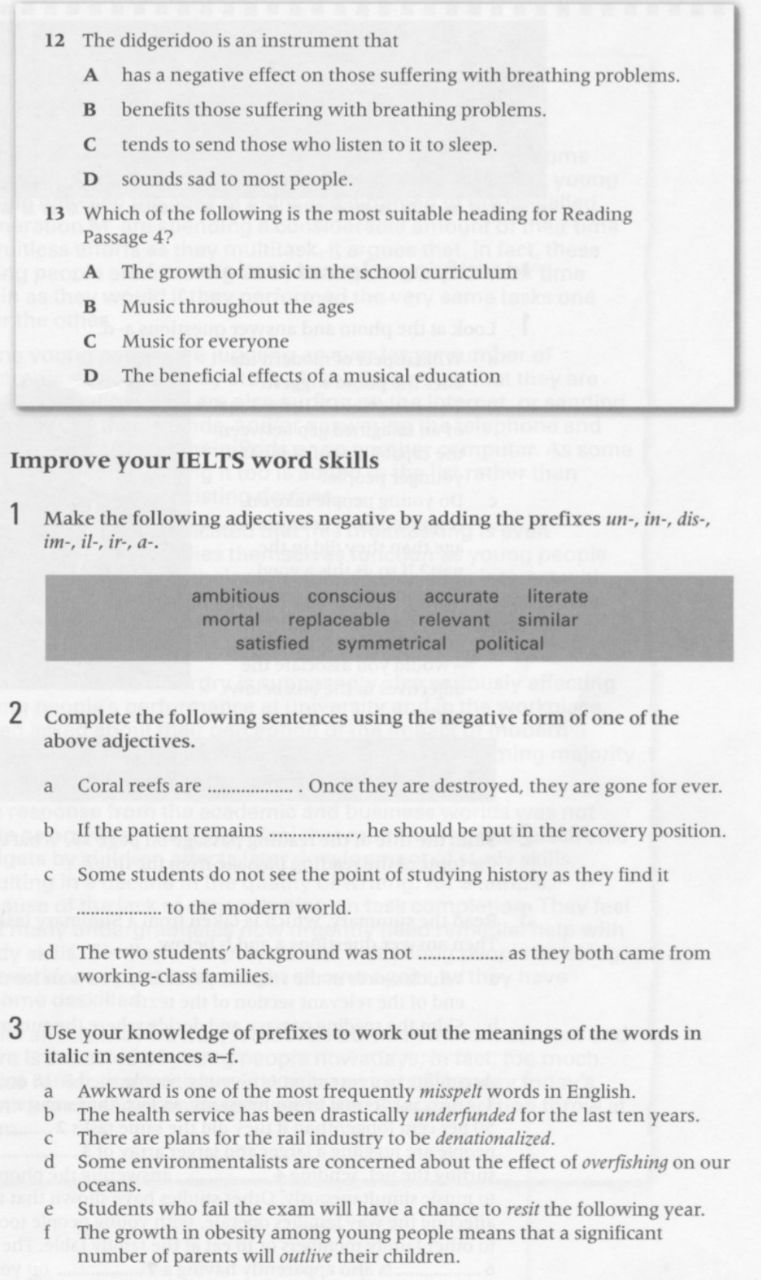 12 The didgeridoo is an instrument that
A has a negative effect on those suffering with breathing problems.
B benefits those suffering with breathing problems.
C tends to send those who listen to it to sleep.
D sounds sad to most people.
13 Which of the following is the most suitable heading for Reading
Passage 4?
A The growth of music in the school curriculum
B Music throughout the ages
C Music for everyone
D The beneficial effects of a musical education
Improve your IELTS word skills
1 Make the following adjectives negative by adding the prefixes un-, in-, dis-,
im-, il-, ir-, a-.
ambitious conscious accurate literate
mortal replaceable relevant similar
satisfied symmetrical political
2 Complete the following sentences using the negative form of one of the
above adjectives.
a Coral reefs are .................. . Once they are destroyed, they are gone for ever.
b If the patient remains .................., he should be put in the recovery position.
c Some students do not see the point of studying history as they find it
.................. to the modern world.
d The two students' background was not .................. as they both came from
working-class families.
3 Use your knowledge of prefixes to work out the meanings of the words in
italic in sentences a–f.
a Awkward is one of the most frequently misspelt words in English.
b The health service has been drastically underfunded for the last ten years.
c There are plans for the rail industry to be denationalized.
d Some environmentalists are concerned about the effect of overfishing on our
oceans.
e Students who fail the exam will have a chance to resit the following year.
f The growth in obesity among young people means that a significant
number of parents will outlive their children.